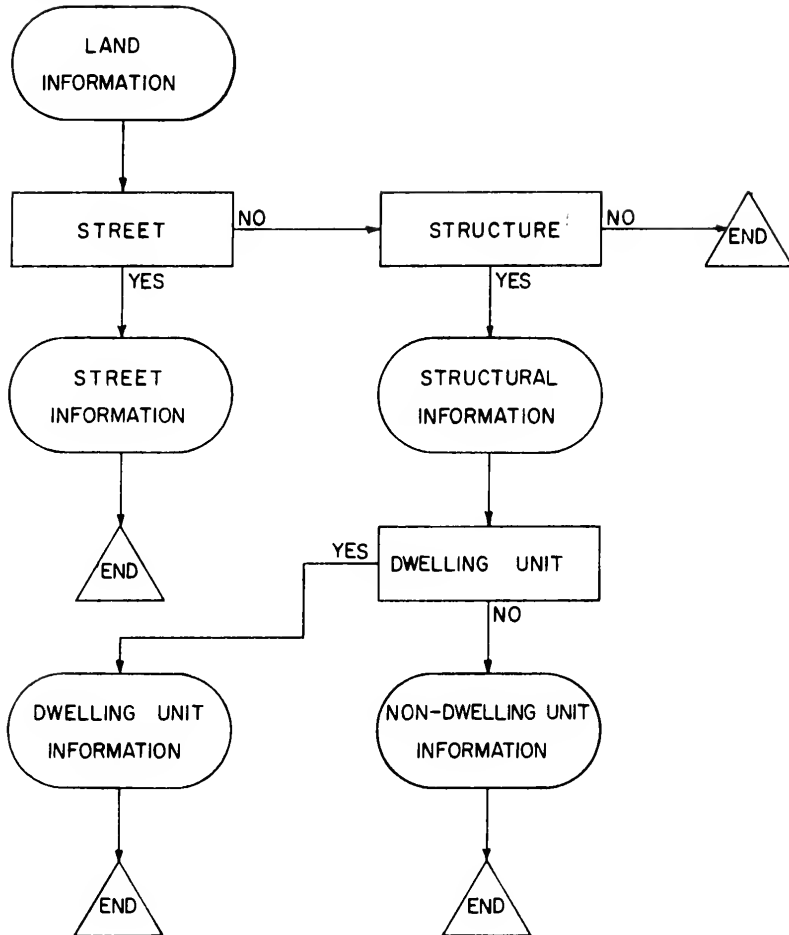 LAND
INFORMATION
STREET
NO
STRUCTURE
NO
END
YES
YES
STREET
INFORMATION
STRUCTURAL
INFORMATION
END
YES
DWELLING UNIT
NO
DWELLING UNIT
INFORMATION
NON-DWELLING UNIT
INFORMATION
END
END